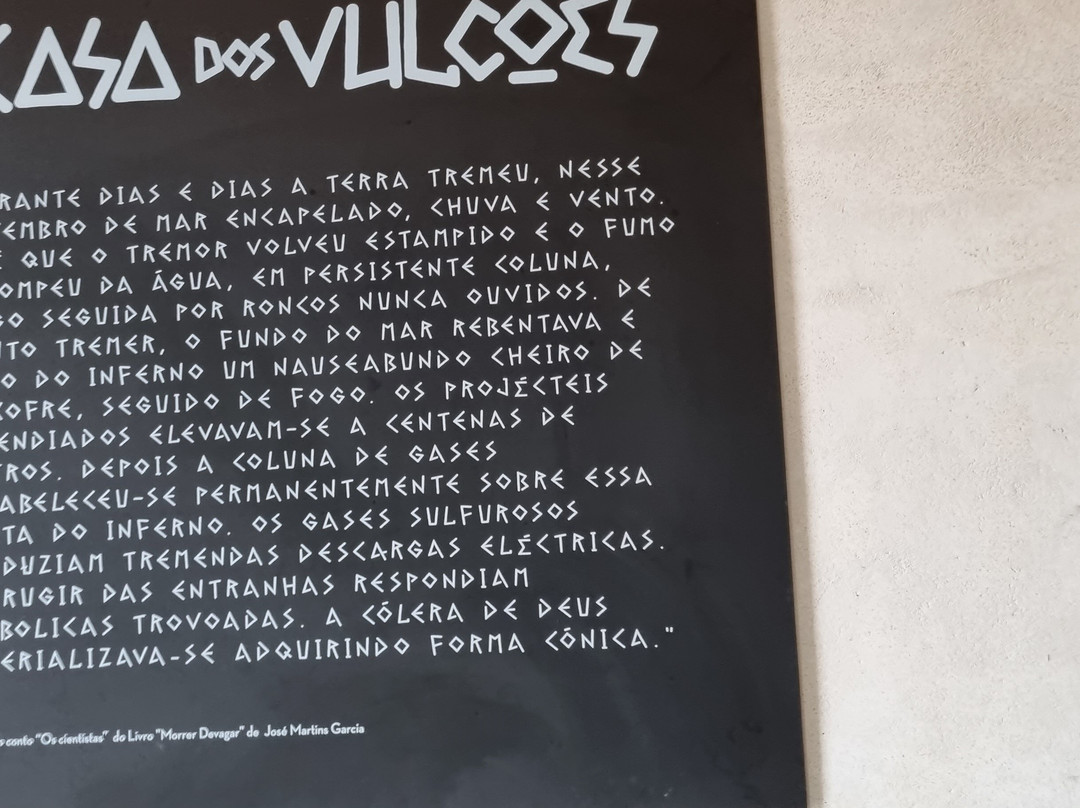 CASA DOS VULCÕES
RANTE DIAS E DIAS A TERRA TREMEU, NESSE
EMBRO DE MAR ENCAPELADO, CHUVA E VENTO.
E QUE O TREMOR VOLVEU ESTAMPIDO E O FUMO
OMPEU DA ÁGUA, EM PERSISTENTE COLUNA,
GO SEGUIDA POR RONCOS NUNCA OUVIDOS. DE
TO TREMER, O FUNDO DO MAR REBENTAVA E
O DO INFERNO UM NAUSEABUNDO CHEIRO DE
OFRE, SEGUIDO DE FOGO. OS PROJÉCTEIS
ENDIADOS ELEVAVAM-SE A CENTENAS DE
TROS. DEPOIS A COLUNA DE GASES
ABELECEU-SE PERMANENTEMENTE SOBRE ESSA
TA DO INFERNO. OS GASES SULFUROSOS
DUZIAM TREMENDAS DESCARGAS ELÉCTRICAS.
RUGIR DAS ENTRANHAS RESPONDIAM
BOLICAS TROVOADAS. A CÓLERA DE DEUS
ERIALIZAVA-SE ADQUIRINDO FORMA CÓNICA."
conto "Os cientistas" do Livro "Morrer Devagar" de José Martins Garcia